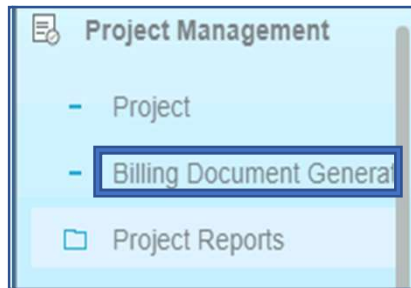 Project Management
Project
Billing Document Generat
Project Reports